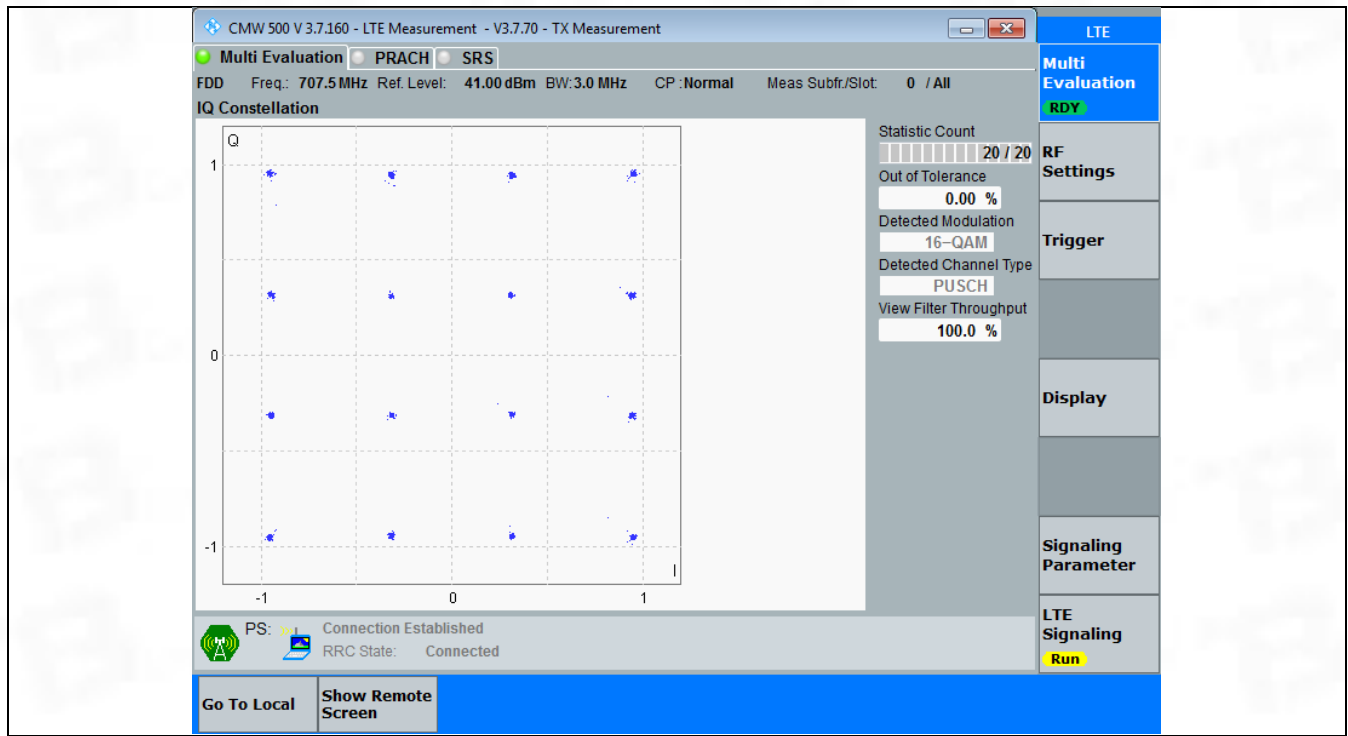 CMW 500 V 3.7.160 - LTE Measurement - V3.7.70 - TX Measurement
LTE
Multi Evaluation PRACH SRS
FDD Freq.: 707.5 MHz Ref. Level: 41.00 dBm BW: 3.0 MHz CP : Normal Meas Subfr./Slot: 0 / All
IQ Constellation
Q
1
0
-1
I
-1 0 1
Statistic Count
20 / 20
Out of Tolerance
0.00 %
Detected Modulation
16-QAM
Detected Channel Type
PUSCH
View Filter Throughput
100.0 %
Multi
Evaluation
RDY
RF
Settings
Trigger
Display
Signaling
Parameter
LTE
Signaling
Run
PS: Connection Established
RRC State: Connected
Go To Local
Show Remote
Screen